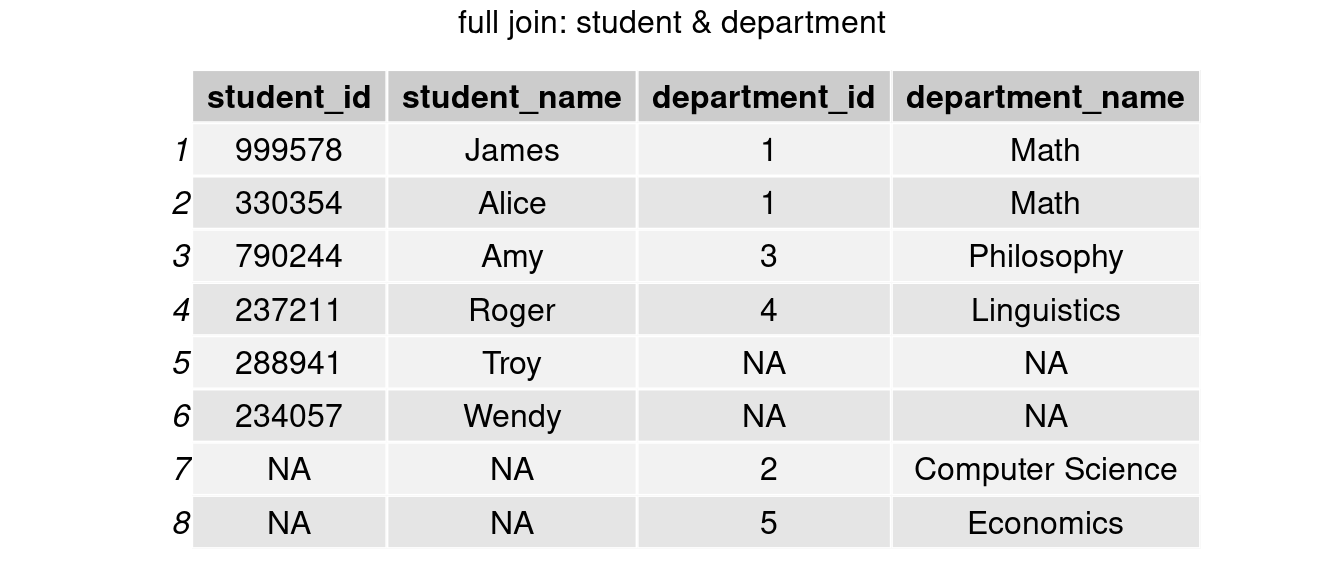 full join: student & department
student_id student_name department_id department_name
1 999578 James 1 Math
2 330354 Alice 1 Math
3 790244 Amy 3 Philosophy
4 237211 Roger 4 Linguistics
5 288941 Troy NA NA
6 234057 Wendy NA NA
7 NA NA 2 Computer Science
8 NA NA 5 Economics